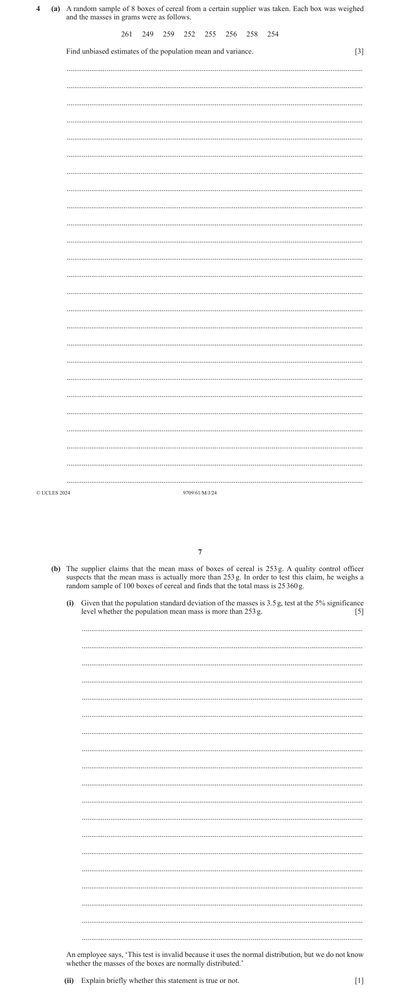 4 (a) A random sample of 8 boxes of cereal from a certain supplier was taken. Each box was weighed
and the masses in grams were as follows.
261 249 259 252 255 256 258 254
Find unbiased estimates of the population mean and variance. [3]
© UCLES 2024 9709/61/M/J/24
7
(b) The supplier claims that the mean mass of boxes of cereal is 253 g. A quality control officer
suspects that the mean mass is actually more than 253 g. In order to test this claim, he weighs a
random sample of 100 boxes of cereal and finds that the total mass is 25 360 g.
(i) Given that the population standard deviation of the masses is 3.5 g, test at the 5% significance
level whether the population mean mass is more than 253 g. [5]
An employee says, ‘This test is invalid because it uses the normal distribution, but we do not know
whether the masses of the boxes are normally distributed.’
(ii) Explain briefly whether this statement is true or not. [1]